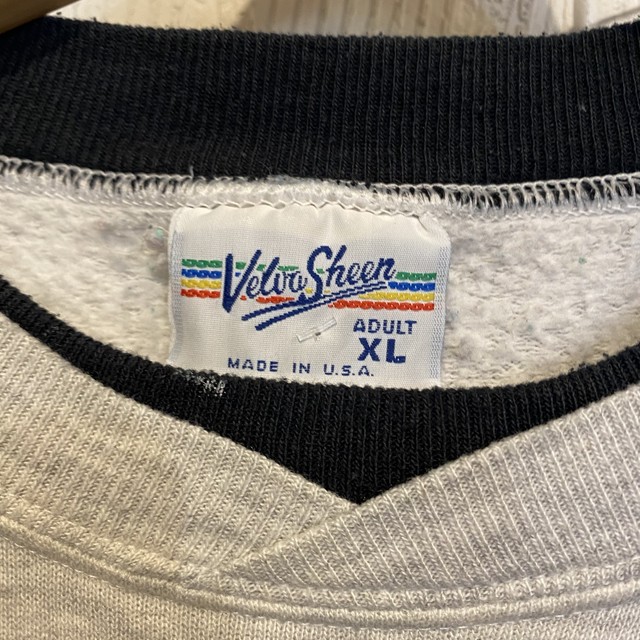 Velva Sheen
ADULT
XL
MADE IN U.S.A.